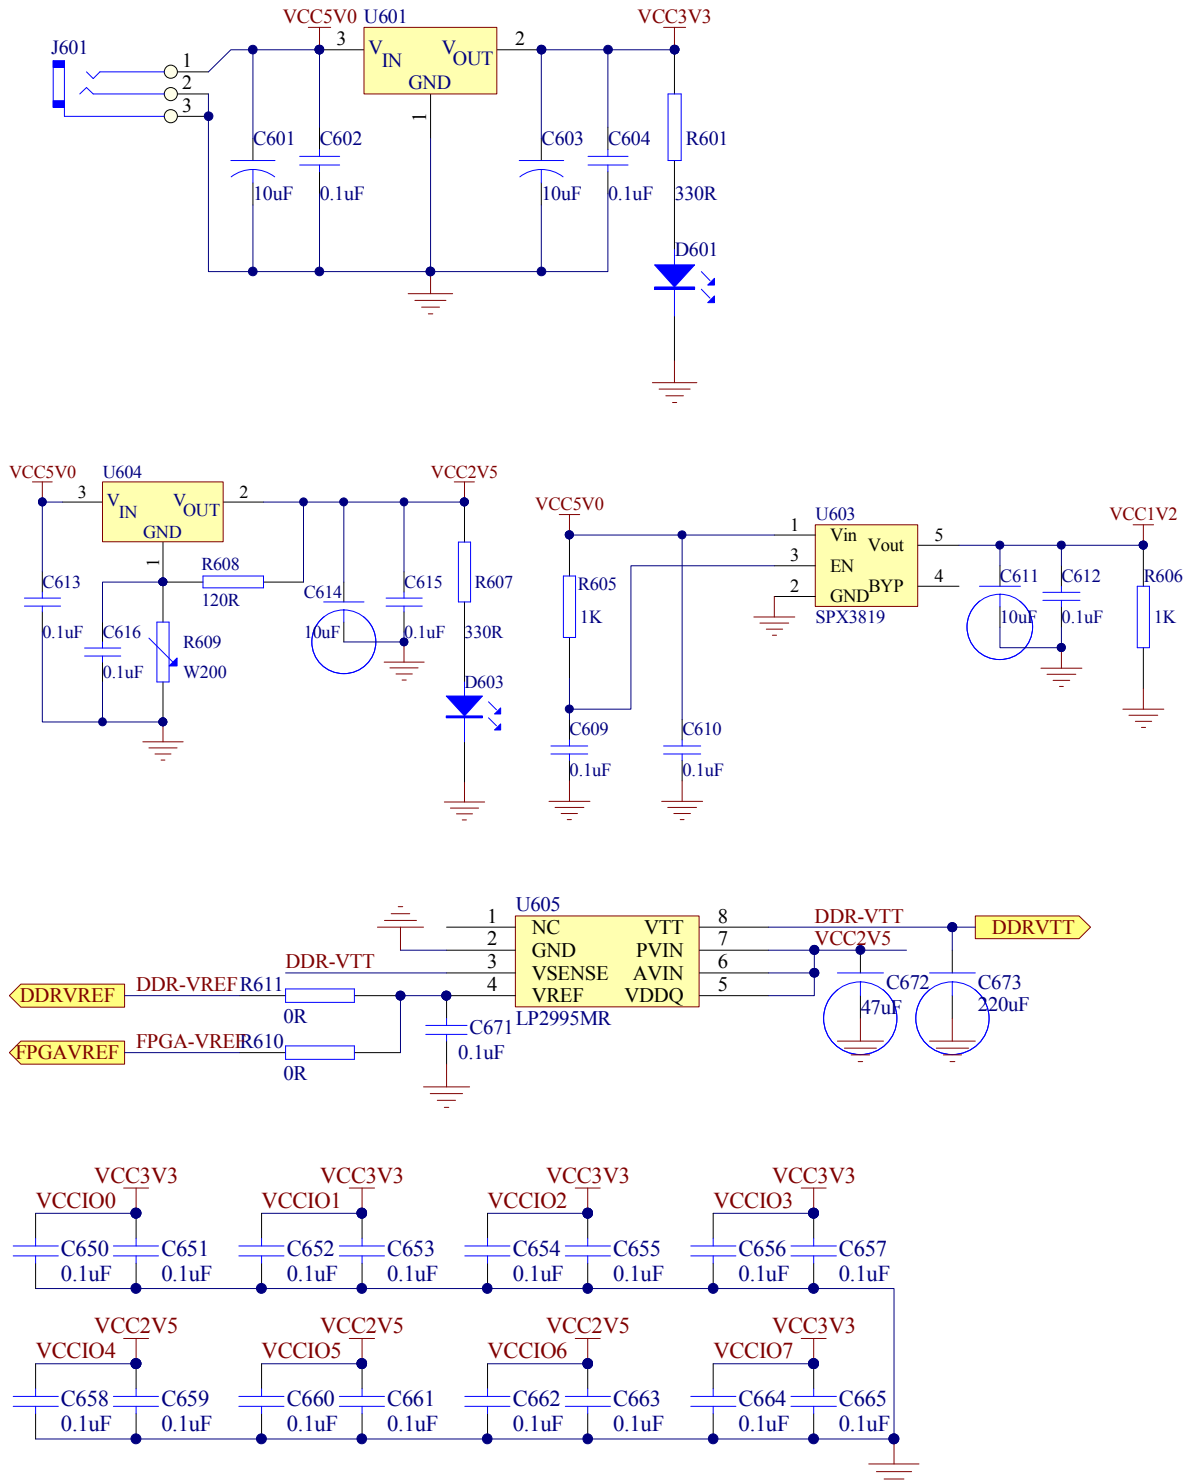 VCC5V0 U601 VCC3V3
J601
1
2
3
3 VIN VOUT 2
GND
1
C601 C602 C603 C604 R601
10uF 0.1uF 10uF 0.1uF 330R
D601
VCC5V0 U604 VCC2V5
3 VIN VOUT 2
GND
1
C613 R608 C614 C615 R607
120R
0.1uF C616 R609 10uF 0.1uF 330R
0.1uF W200
D603
VCC5V0 U603 VCC1V2
1 Vin Vout 5
3 EN
2 GND BYP 4
SPX3819
R605 C611 C612 R606
1K 10uF 0.1uF 1K
C609 C610
0.1uF 0.1uF
U605
1 NC VTT 8 DDR-VTT DDRVTT
2 GND PVIN 7 VCC2V5
DDR-VTT 3 VSENSE AVIN 6
DDRVREF DDR-VREF R611 4 VREF VDDQ 5 C672 C673
0R LP2995MR 47uF 220uF
FPGAVREF FPGA-VREF R610 C671
0R 0.1uF
VCC3V3 VCC3V3 VCC3V3 VCC3V3
VCCIO0 VCCIO1 VCCIO2 VCCIO3
C650 C651 C652 C653 C654 C655 C656 C657
0.1uF 0.1uF 0.1uF 0.1uF 0.1uF 0.1uF 0.1uF 0.1uF
VCC2V5 VCC2V5 VCC2V5 VCC3V3
VCCIO4 VCCIO5 VCCIO6 VCCIO7
C658 C659 C660 C661 C662 C663 C664 C665
0.1uF 0.1uF 0.1uF 0.1uF 0.1uF 0.1uF 0.1uF 0.1uF